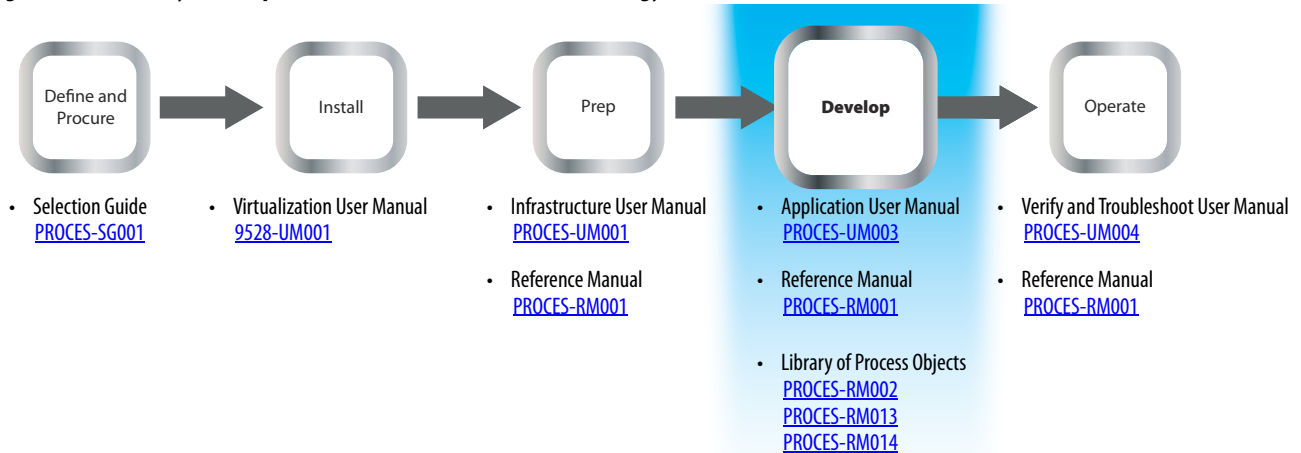 Define and
Procure
Install
Prep
Develop
Operate
• Selection Guide
PROCES-SG001
• Virtualization User Manual
9528-UM001
• Infrastructure User Manual
PROCES-UM001
• Reference Manual
PROCES-RM001
• Application User Manual
PROCES-UM003
• Reference Manual
PROCES-RM001
• Library of Process Objects
PROCES-RM002
PROCES-RM013
PROCES-RM014
• Verify and Troubleshoot User Manual
PROCES-UM004
• Reference Manual
PROCES-RM001